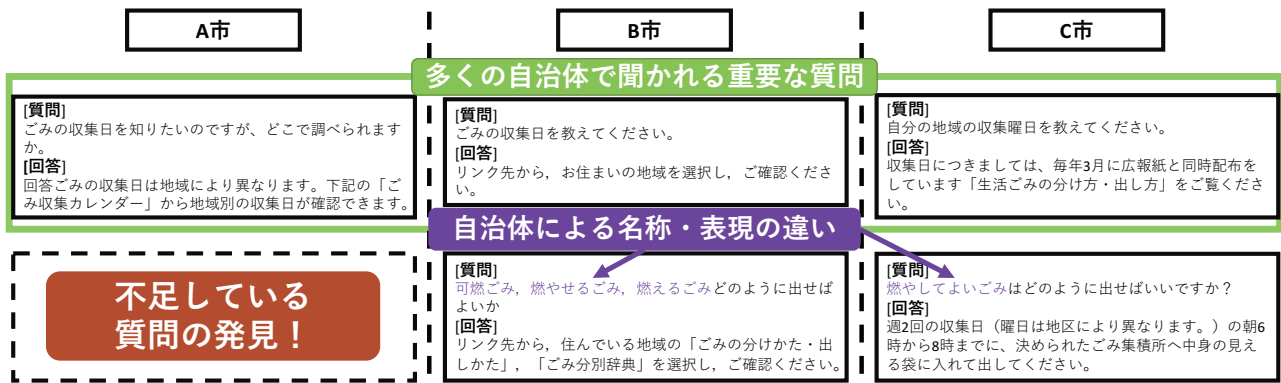 A市
B市
C市
多くの自治体で聞かれる重要な質問
[質問]
ごみの収集日を知りたいのですが、どこで調べられます
か。
[回答]
回答ごみの収集日は地域により異なります。下記の「ご
み収集カレンダー」から地域別の収集日が確認できます。
[質問]
ごみの収集日を教えてください。
[回答]
リンク先から，お住まいの地域を選択し，ご確認くださ
い。
[質問]
自分の地域の収集曜日を教えてください。
[回答]
収集日につきましては、毎年3月に広報紙と同時配布を
しています「生活ごみの分け方・出し方」をご覧くださ
い。
自治体による名称・表現の違い
不足している
質問の発見！
[質問]
可燃ごみ，燃やせるごみ，燃えるごみどのように出せば
よいか
[回答]
リンク先から，住んでいる地域の「ごみの分けかた・出
しかた」，「ごみ分別辞典」を選択し，ご確認ください。
[質問]
燃やしてよいごみはどのように出せばいいですか？
[回答]
週2回の収集日（曜日は地区により異なります。）の朝6
時から8時までに、決められたごみ集積所へ中身の見え
る袋に入れて出してください。